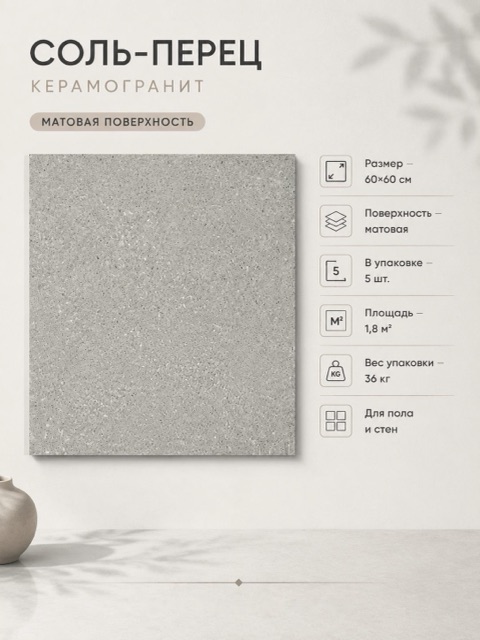 СОЛЬ-ПЕРЕЦ
КЕРАМОГРАНИТ
МАТОВАЯ ПОВЕРХНОСТЬ
Размер —
60×60 см
Поверхность —
матовая
5
В упаковке —
5 шт.
М²
Площадь —
1,8 м²
KG
Вес упаковки —
36 кг
Для пола
и стен